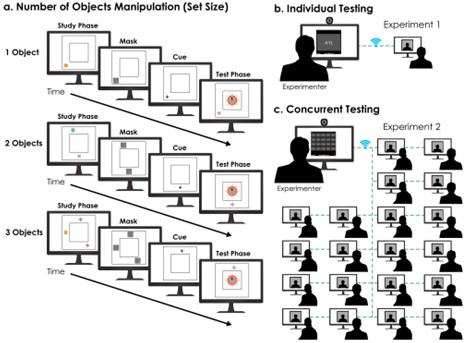 a. Number of Objects Manipulation (Set Size)
Study Phase
1 Object
Mask
Cue
Test Phase
Time
Study Phase
2 Objects
Mask
Cue
Test Phase
Time
Study Phase
3 Objects
Mask
Cue
Test Phase
Time
b. Individual Testing
Experiment 1
Experimenter
c. Concurrent Testing
Experiment 2
Experimenter